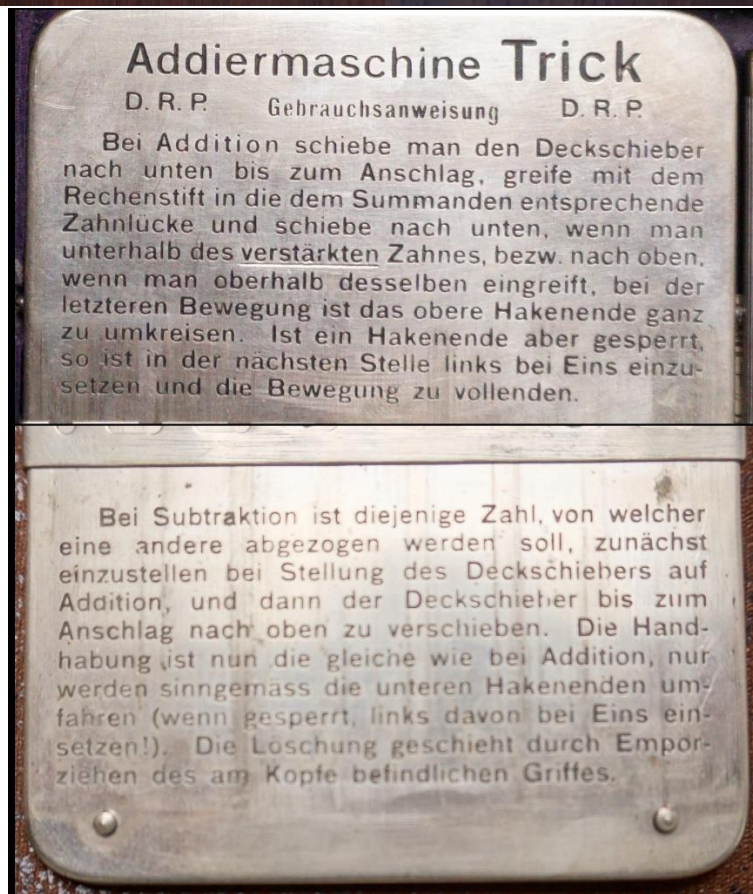 Addiermaschine Trick
D. R. P. Gebrauchsanweisung D. R. P.
Bei Addition schiebe man den Deckschieber
nach unten bis zum Anschlag, greife mit dem
Rechenstift in die dem Summanden entsprechende
Zahnlücke und schiebe nach unten, wenn man
unterhalb des verstärkten Zahnes, bezw. nach oben,
wenn man oberhalb desselben eingreift, bei der
letzteren Bewegung ist das obere Hakenende ganz
zu umkreisen. Ist ein Hakenende aber gesperrt,
so ist in der nächsten Stelle links bei Eins einzu-
setzen und die Bewegung zu vollenden.
Bei Subtraktion ist diejenige Zahl, von welcher
eine andere abgezogen werden soll, zunächst
einzustellen bei Stellung des Deckschiebers auf
Addition, und dann der Deckschieber bis zum
Anschlag nach oben zu verschieben. Die Hand-
habung ist nun die gleiche wie bei Addition, nur
werden sinngemäss die unteren Hakenenden um-
fahren (wenn gesperrt, links davon bei Eins ein-
setzen!). Die Löschung geschieht durch Empor-
ziehen des am Kopfe befindlichen Griffes.